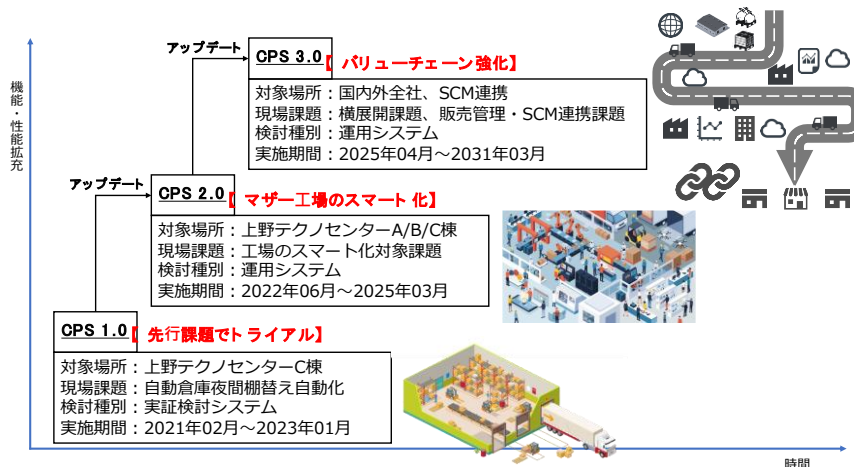 アップデート
CPS 3.0【 バリューチェーン強化】
対象場所：国内外全社、SCM連携
現場課題：横展開課題、販売管理・SCM連携課題
検討種別：運用システム
実施期間：2025年04月～2031年03月
機能・性能拡充
アップデート
CPS 2.0【 マザー工場のスマート化】
対象場所：上野テクノセンターA/B/C棟
現場課題：工場のスマート化対象課題
検討種別：運用システム
実施期間：2022年06月～2025年03月
CPS 1.0【 先行課題でトライアル】
対象場所：上野テクノセンターC棟
現場課題：自動倉庫夜間棚替え自動化
検討種別：実証検討システム
実施期間：2021年02月～2023年01月
時間